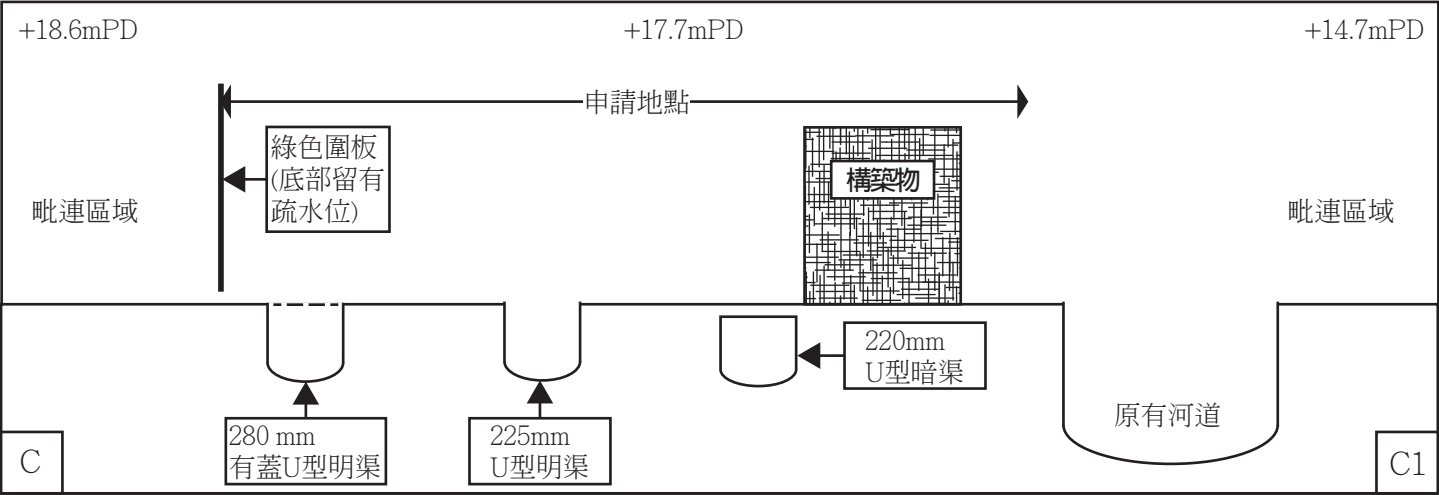 +18.6mPD
+17.7mPD
+14.7mPD
申請地點
綠色圍板
(底部留有
疏水位)
構築物
毗連區域
毗連區域
220mm
U型暗渠
280 mm
有蓋U型明渠
225mm
U型明渠
原有河道
C
C1